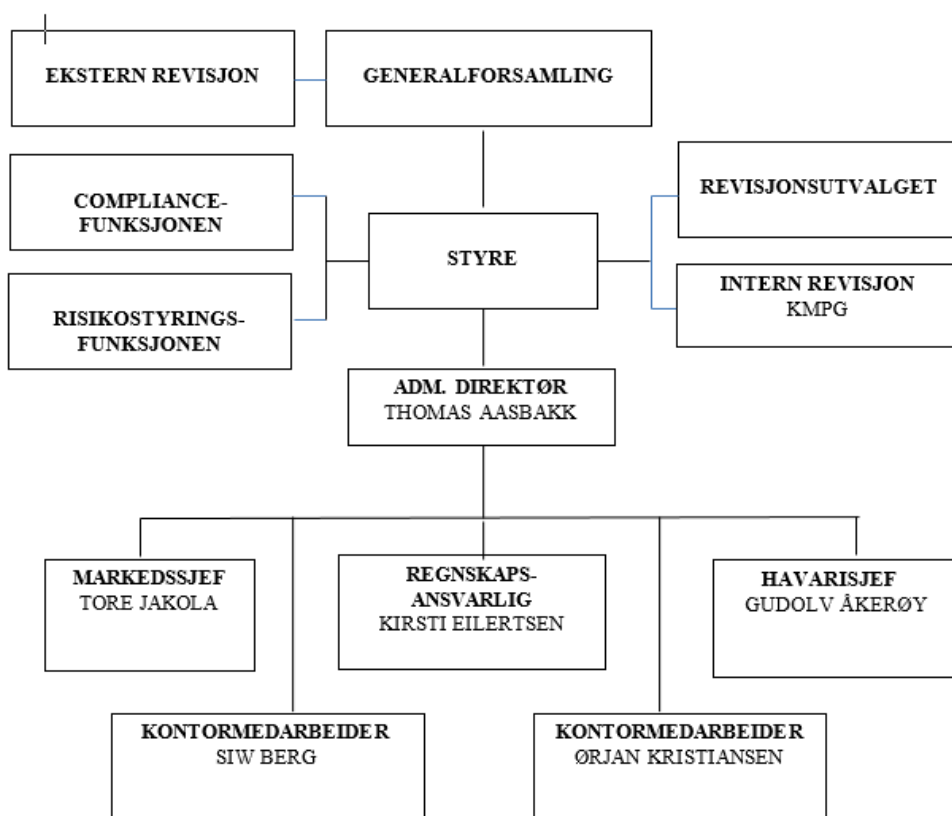 EKSTERN REVISJON
GENERALFORSAMLING
COMPLIANCE-
FUNKSJONEN
REVISJONSUTVALGET
STYRE
INTERN REVISJON
KMPG
RISIKOSTYRINGS-
FUNKSJONEN
ADM. DIREKTØR
THOMAS AASBAKK
MARKEDSSJEF
TORE JAKOLA
REGNSKAPS-
ANSVARLIG
KIRSTI EILERTSEN
HAVARISJEF
GUDOLV ÅKERØY
KONTORMEDARBEIDER
SIW BERG
KONTORMEDARBEIDER
ØRJAN KRISTIANSEN